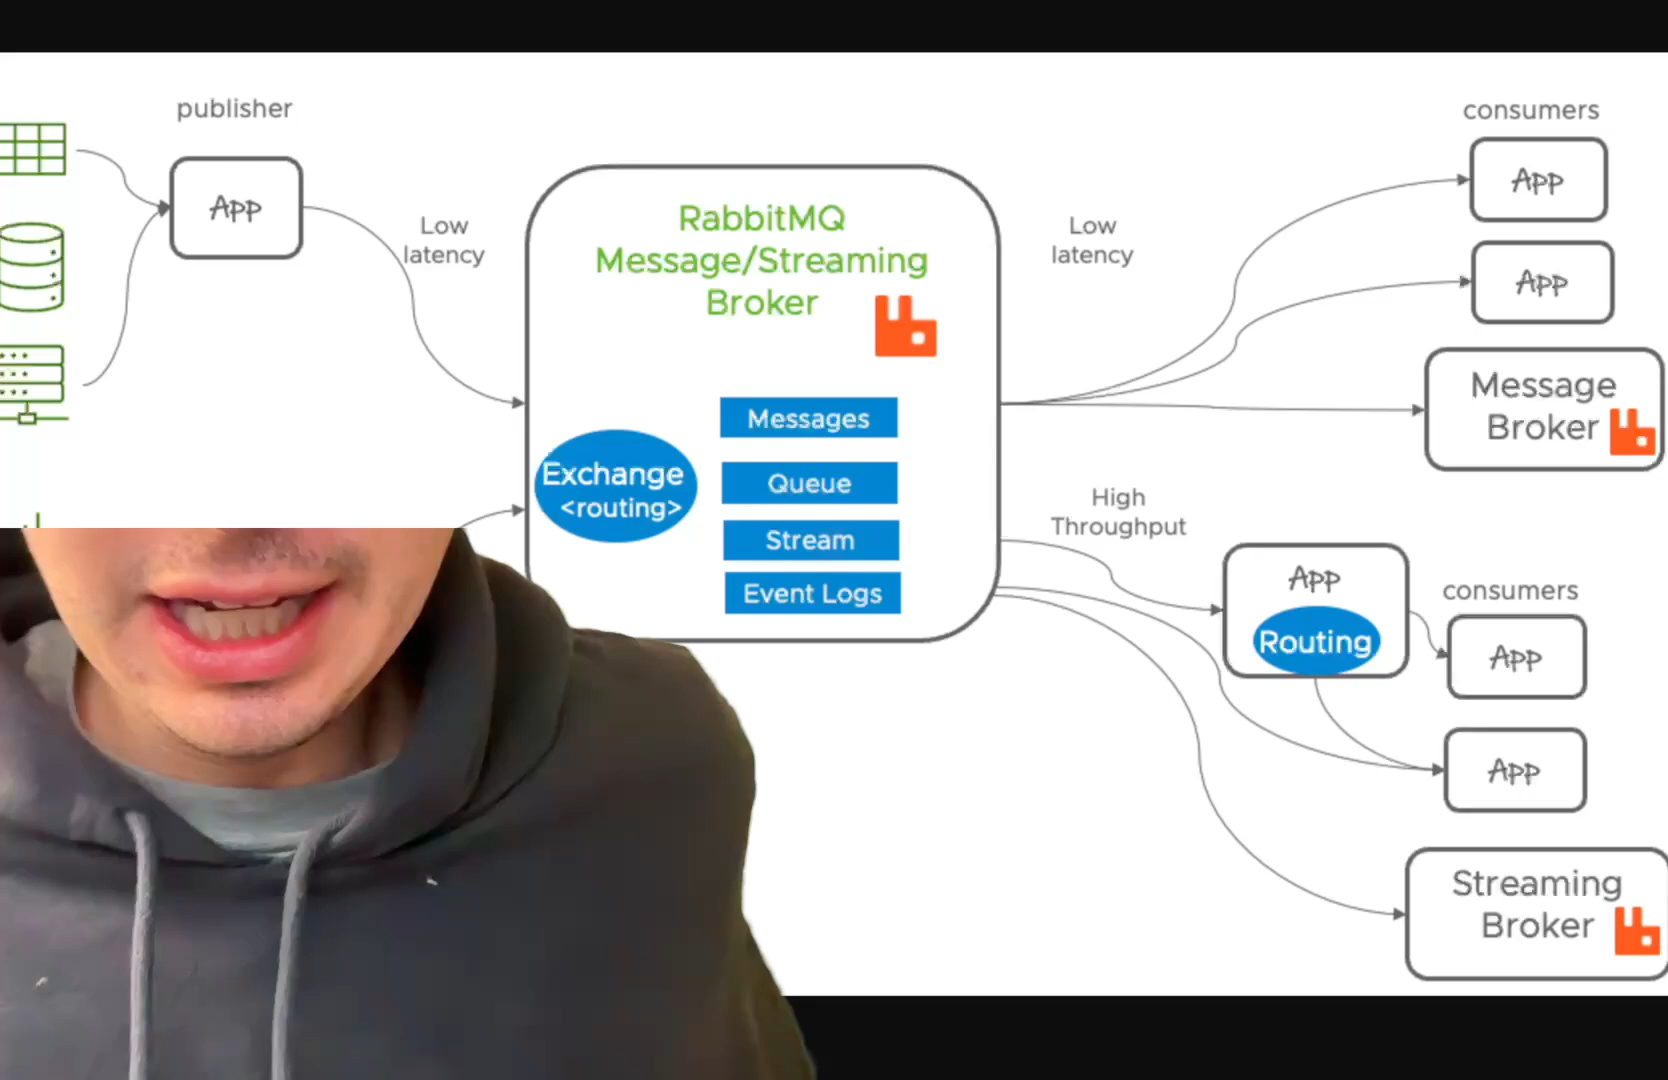 publisher
App
Low
latency
RabbitMQ
Message/Streaming
Broker
Exchange
<routing>
Messages
Queue
Stream
Event Logs
Low
latency
consumers
App
App
Message
Broker
High
Throughput
App
Routing
consumers
App
App
Streaming
Broker